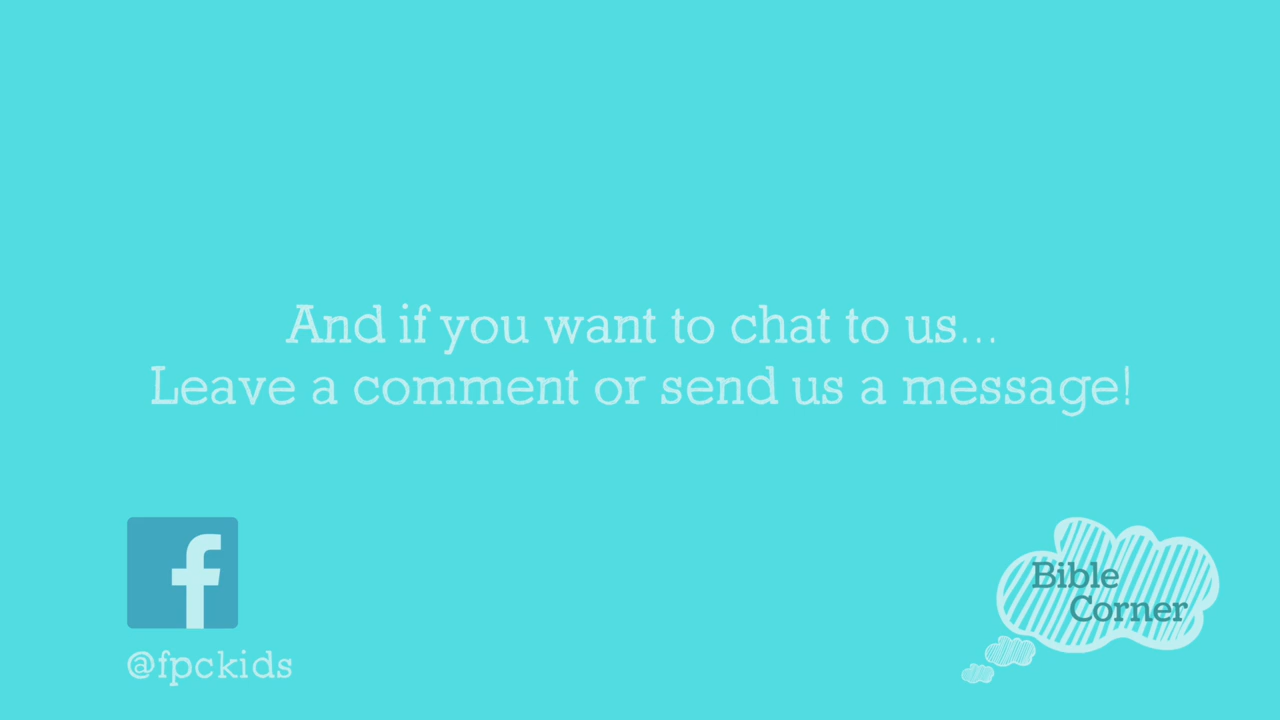 And if you want to chat to us...
Leave a comment or send us a message!
f
@fpckids
Bible
Corner